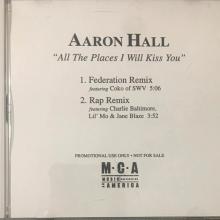 AARON HALL
"All The Places I Will Kiss You"
1. Federation Remix
featuring Coko of SWV 5:06
2. Rap Remix
featuring Charlie Baltimore,
Lil' Mo & Jane Blaze 3:52
PROMOTIONAL USE ONLY • NOT FOR SALE
M•C•A
MUSIC
of AMERICA